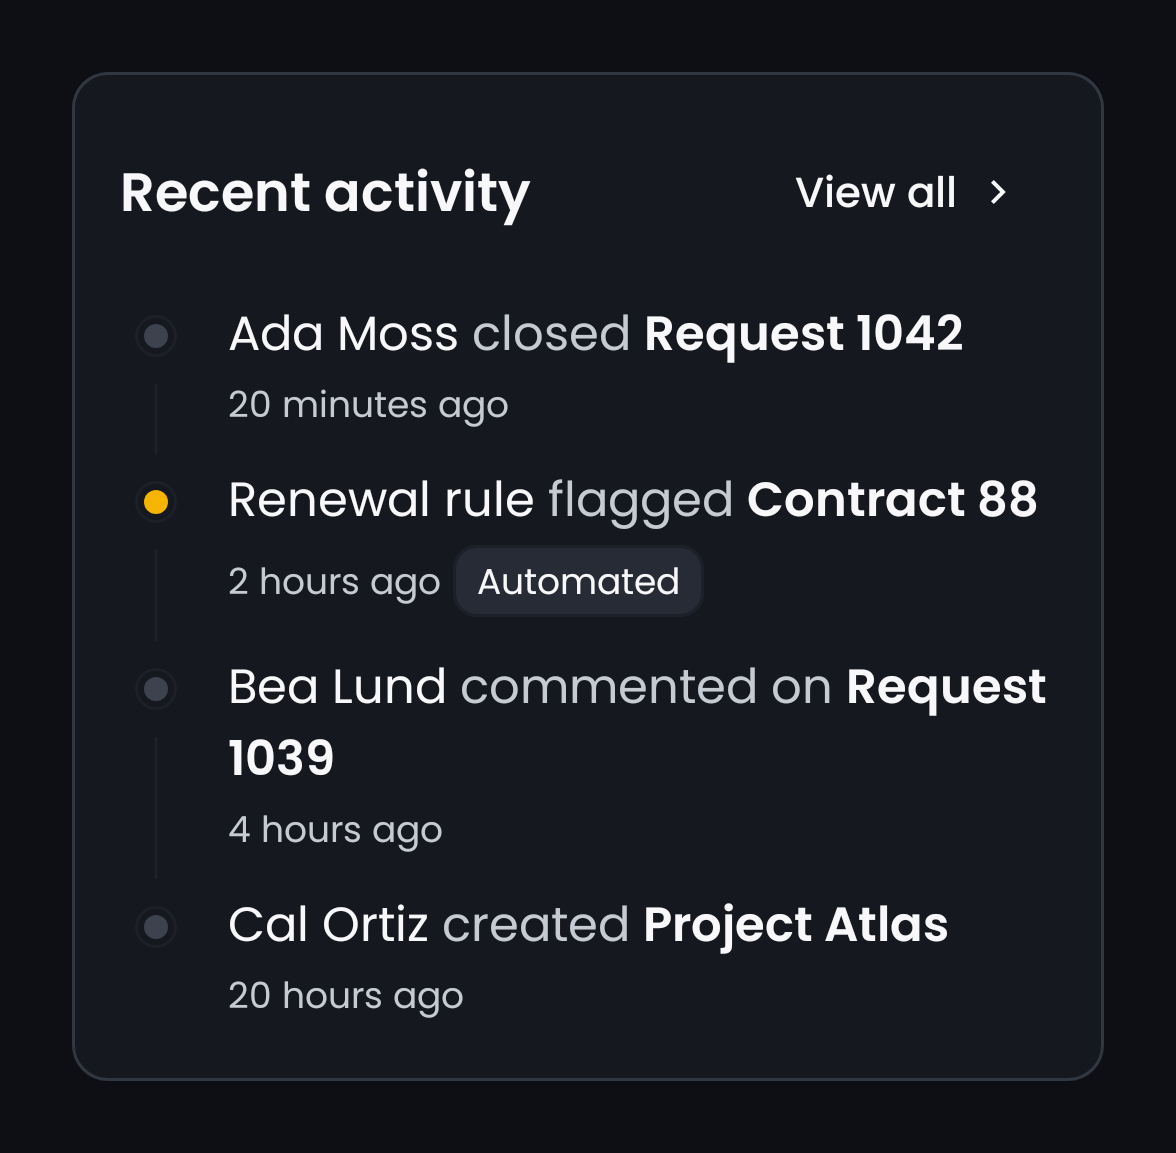 Recent activity
View all
Ada Moss closed Request 1042
20 minutes ago
Renewal rule flagged Contract 88
2 hours ago Automated
Bea Lund commented on Request
1039
4 hours ago
Cal Ortiz created Project Atlas
20 hours ago